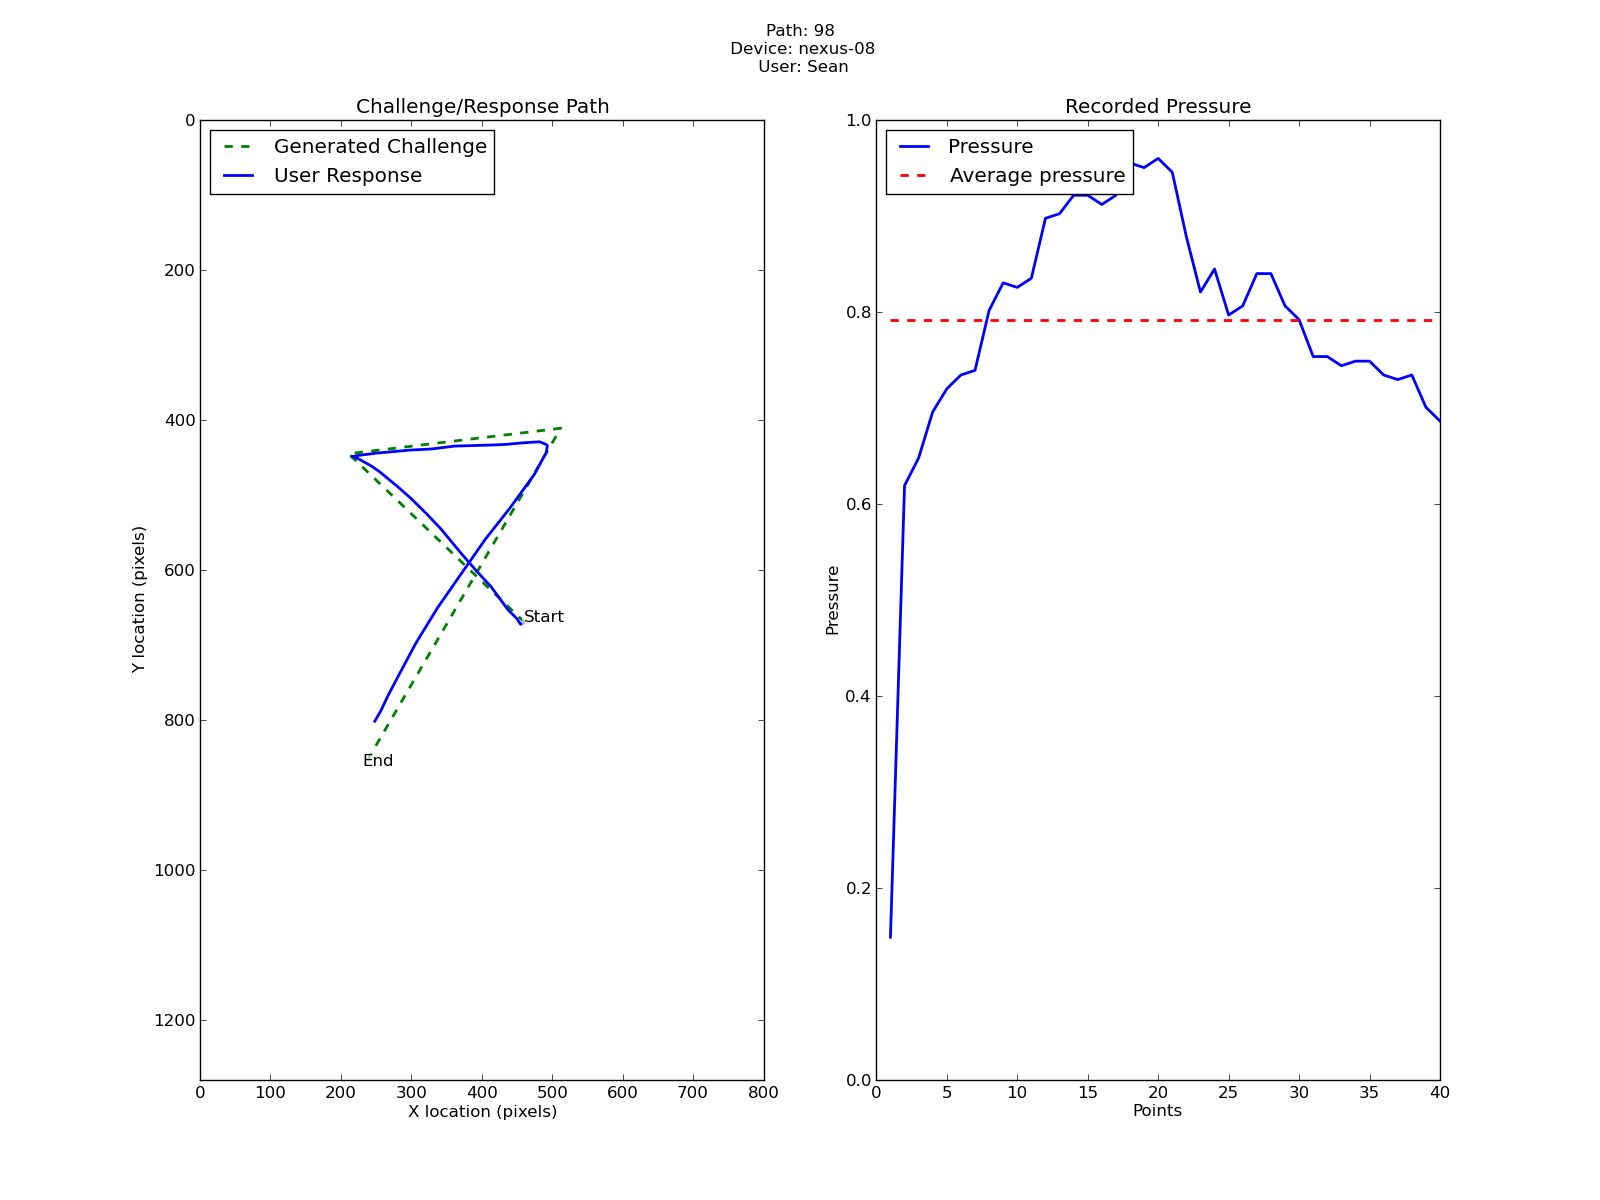 Path: 98
Device: nexus-08
User: Sean
Challenge/Response Path
Generated Challenge
User Response
0
200
400
600
800
1000
1200
Y location (pixels)
Start
End
0 100 200 300 400 500 600 700 800
X location (pixels)
Recorded Pressure
Pressure
Average pressure
1.0
0.8
0.6
0.4
0.2
0.0
Pressure
0 5 10 15 20 25 30 35 40
Points